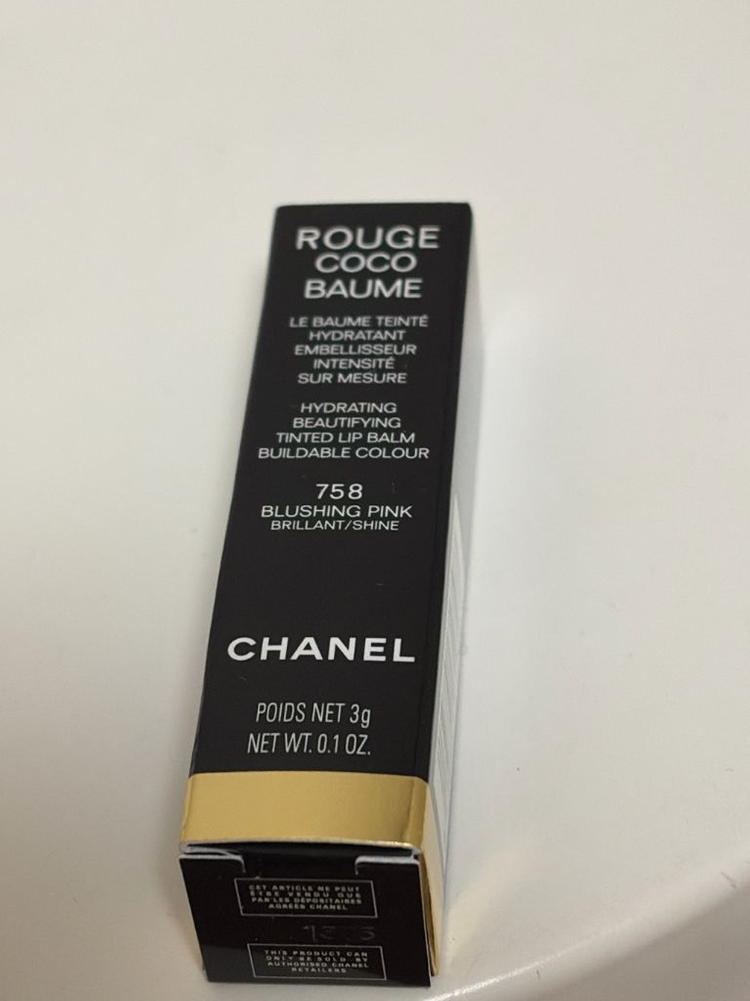 ROUGE
COCO
BAUME
LE BAUME TEINTÉ
HYDRATANT
EMBELLISSEUR
INTENSITÉ
SUR MESURE
HYDRATING
BEAUTIFYING
TINTED LIP BALM
BUILDABLE COLOUR
758
BLUSHING PINK
BRILLANT/SHINE
CHANEL
POIDS NET 3g
NET WT. 0.1 OZ.
CET ARTICLE NE PEUT
ÊTRE VENDU QUE
PAR LES DÉPOSITAIRES
AGRÉÉS CHANEL
THIS PRODUCT CAN
ONLY BE SOLD BY
AUTHORISED CHANEL
RETAILERS